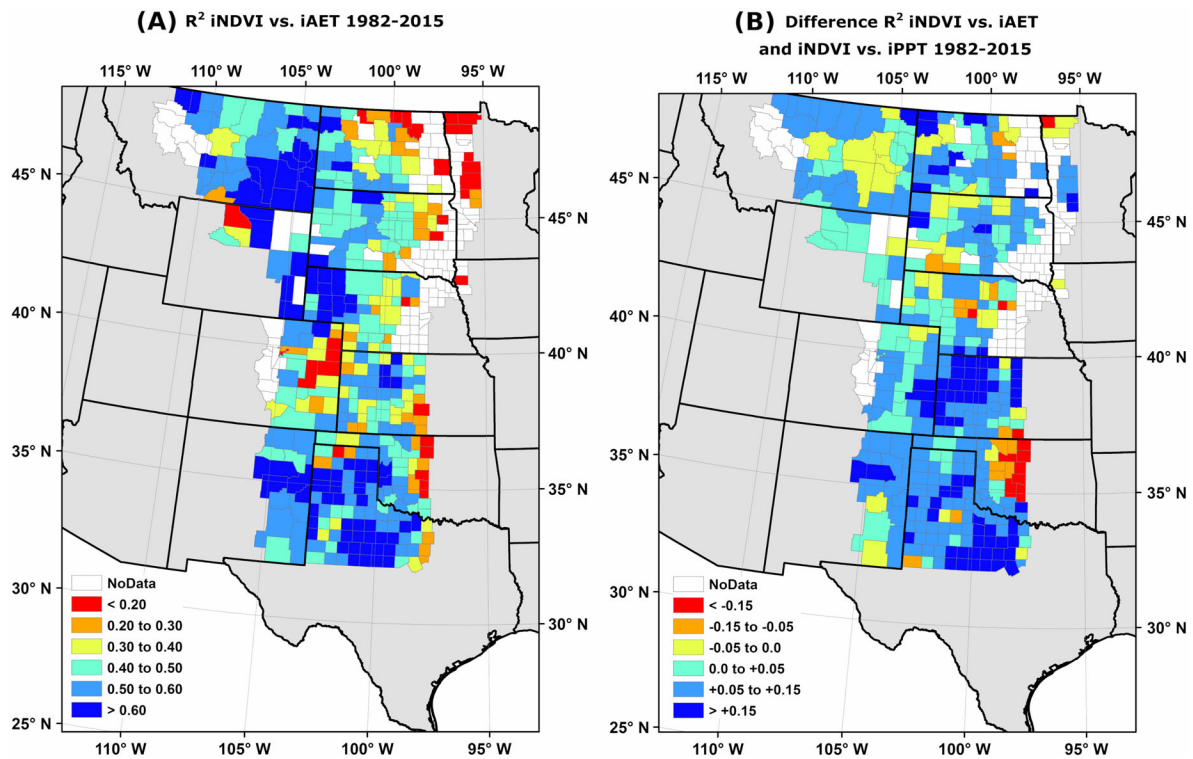 (A) R² iNDVI vs. iAET 1982-2015
115° W 110° W 105° W 100° W 95° W
45° N
45° N
40° N
40° N
35° N
35° N
30° N
30° N
25° N
NoData
< 0.20
0.20 to 0.30
0.30 to 0.40
0.40 to 0.50
0.50 to 0.60
> 0.60
110° W 105° W 100° W 95° W
(B) Difference R² iNDVI vs. iAET
and iNDVI vs. iPPT 1982-2015
115° W 110° W 105° W 100° W 95° W
45° N
45° N
40° N
40° N
35° N
35° N
30° N
30° N
25° N
NoData
< -0.15
-0.15 to -0.05
-0.05 to 0.0
0.0 to +0.05
+0.05 to +0.15
> +0.15
110° W 105° W 100° W 95° W